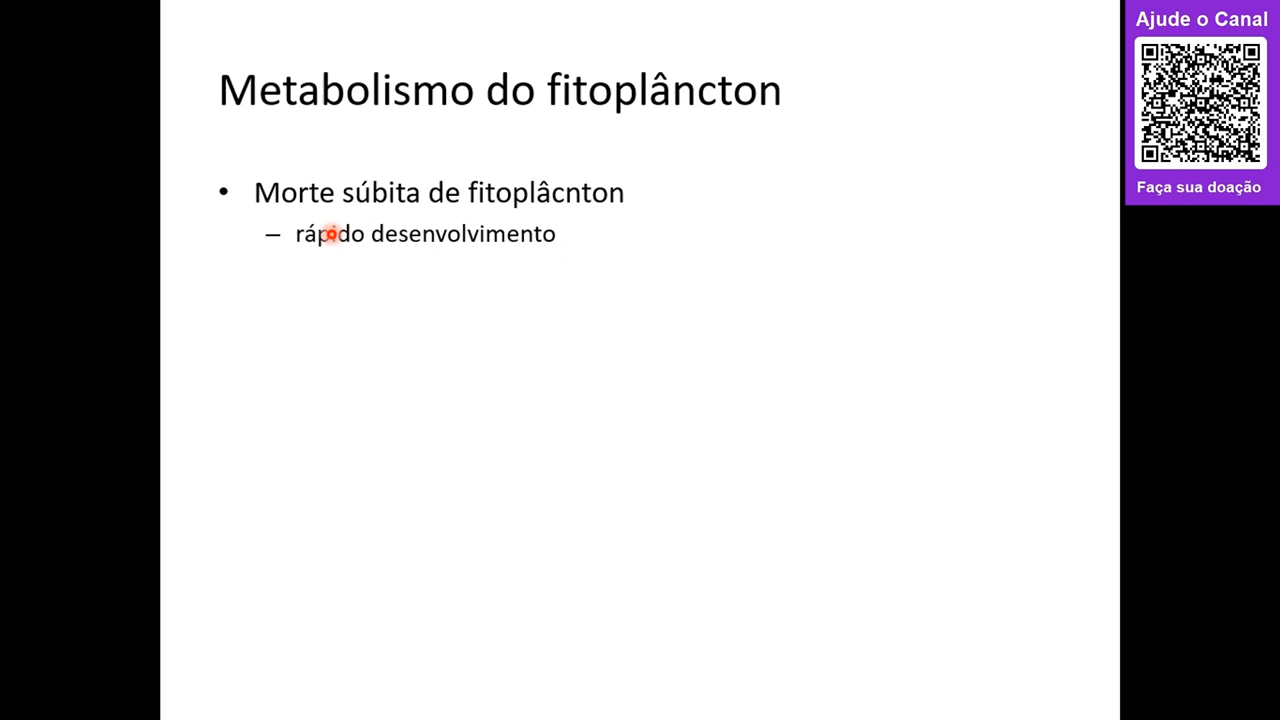 Ajude o Canal
Metabolismo do fitoplâncton
Faça sua doação
• Morte súbita de fitoplâcnton
– rápido desenvolvimento